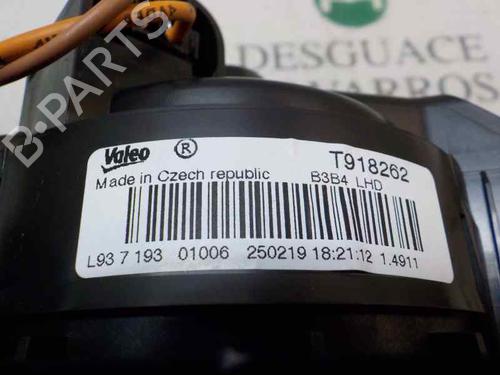 DESGUACE
B-PARTS
Valeo ®
T918262
Made in Czech republic
B3B4 LHD
L93 7 193 01006 250219 18:21:12 1.4911